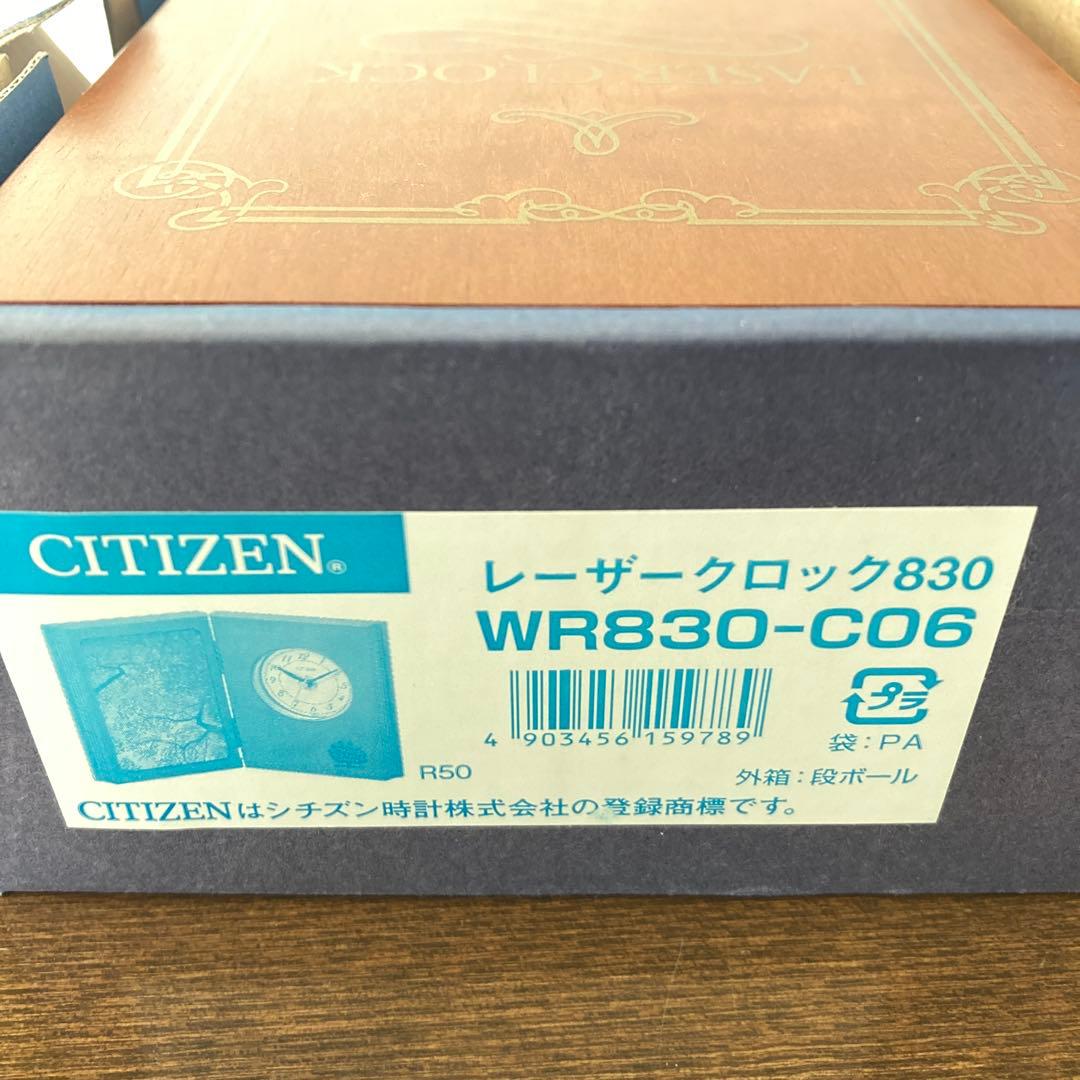 LASER CLOCK
CITIZEN®
レーザークロック830
WR830-C06
プラ
4 903456 159789
袋:PA
R50
外箱:段ボール
CITIZENはシチズン時計株式会社の登録商標です。